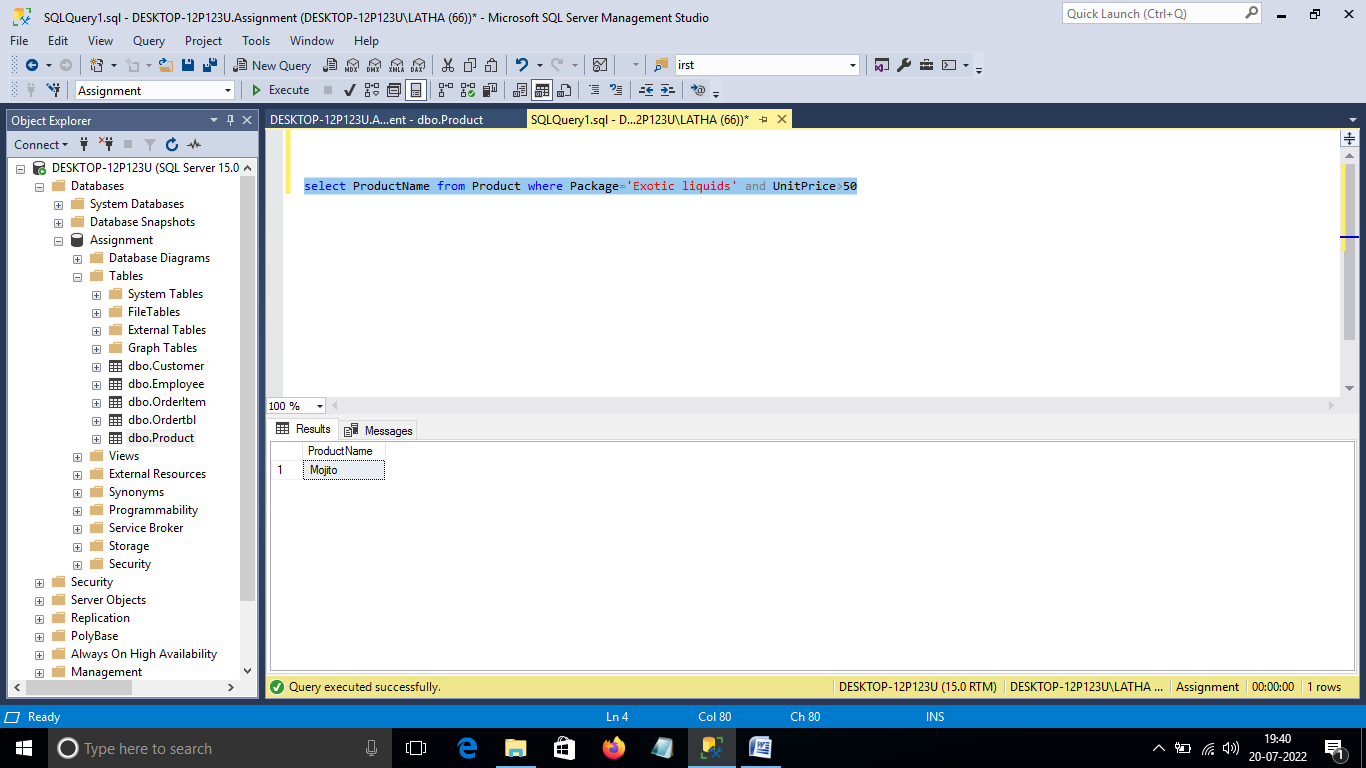 SQLQuery1.sql - DESKTOP-12P123U.Assignment (DESKTOP-12P123U\LATHA (66))* - Microsoft SQL Server Management Studio
Quick Launch (Ctrl+Q)
File Edit View Query Project Tools Window Help
New Query MDX DMX XMLA DAX irst
Assignment Execute
Object Explorer
DESKTOP-12P123U.A...ent - dbo.Product SQLQuery1.sql - D...2P123U\LATHA (66))*
Connect
DESKTOP-12P123U (SQL Server 15.0
Databases
System Databases
Database Snapshots
Assignment
Database Diagrams
Tables
System Tables
FileTables
External Tables
Graph Tables
dbo.Customer
dbo.Employee
dbo.OrderItem
dbo.Ordertbl
dbo.Product
Views
External Resources
Synonyms
Programmability
Service Broker
Storage
Security
Security
Server Objects
Replication
PolyBase
Always On High Availability
Management
select ProductName from Product where Package='Exotic liquids' and UnitPrice>50
100 %
Results Messages
ProductName
1 Mojito
Query executed successfully. DESKTOP-12P123U (15.0 RTM) DESKTOP-12P123U\LATHA ... Assignment 00:00:00 1 rows
Ready Ln 4 Col 80 Ch 80 INS
Type here to search
19:40
20-07-2022
1